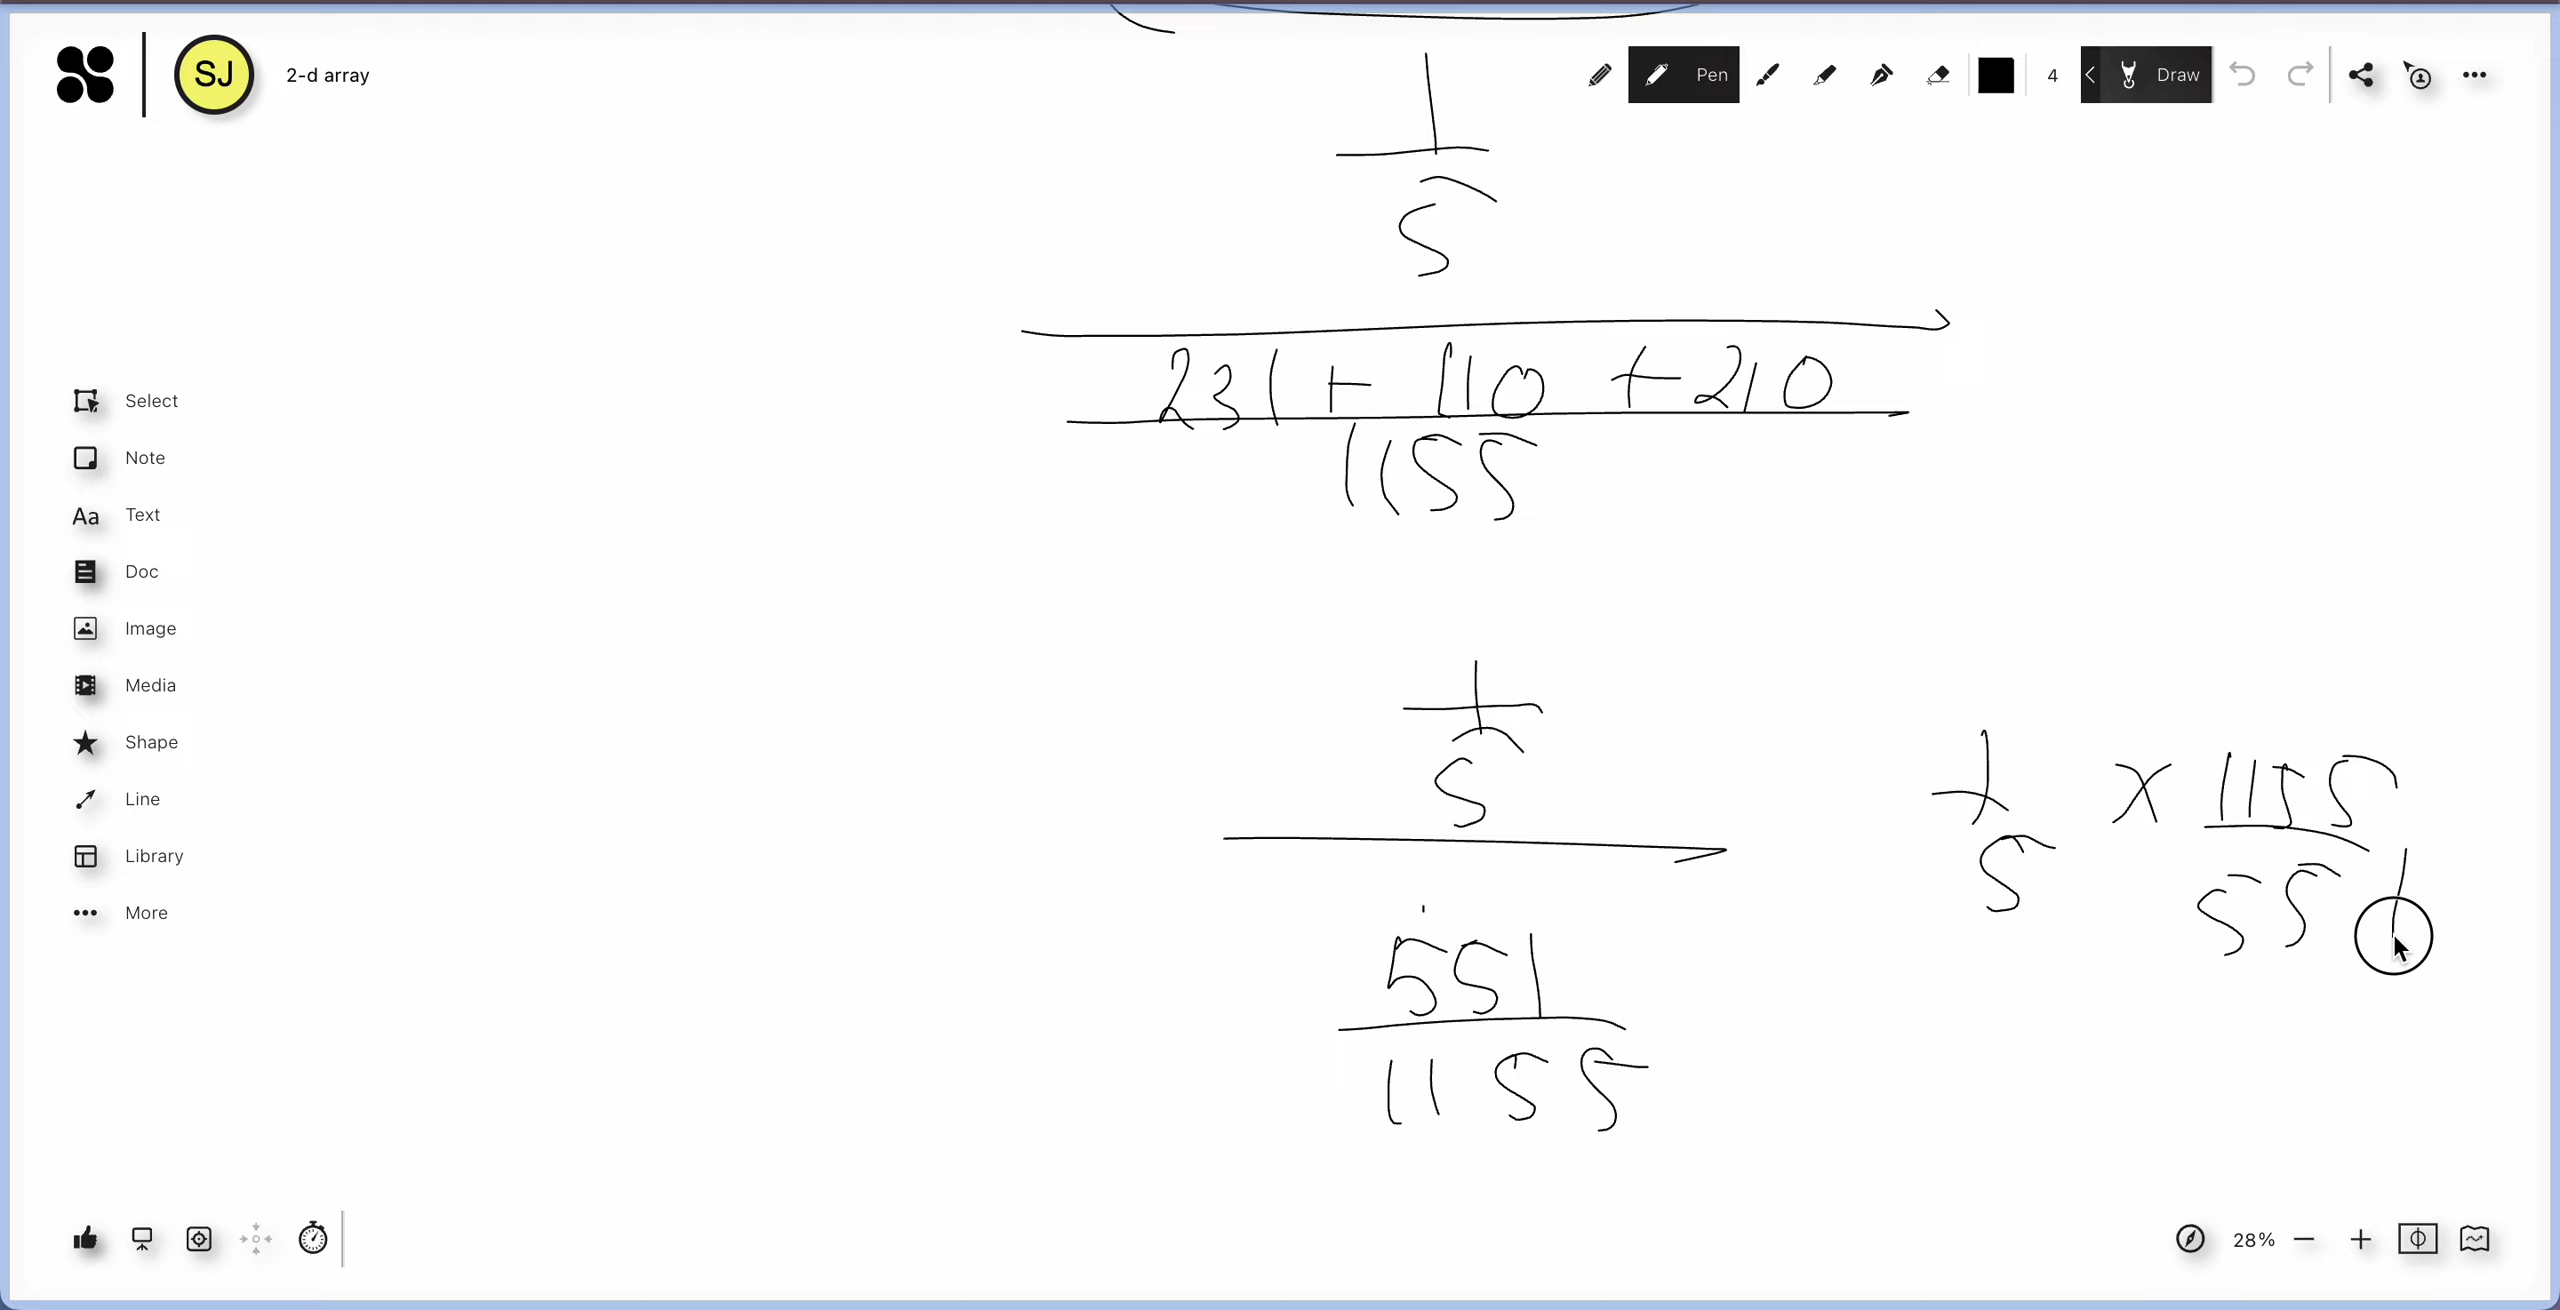 SJ 2-d array
Pen 4 Draw
1
5
231 + 110 + 210
1155
Select
Note
Text
Doc
Image
Media
Shape
Line
Library
More
1
5
551
1155
1 x 1155
5 551
28%